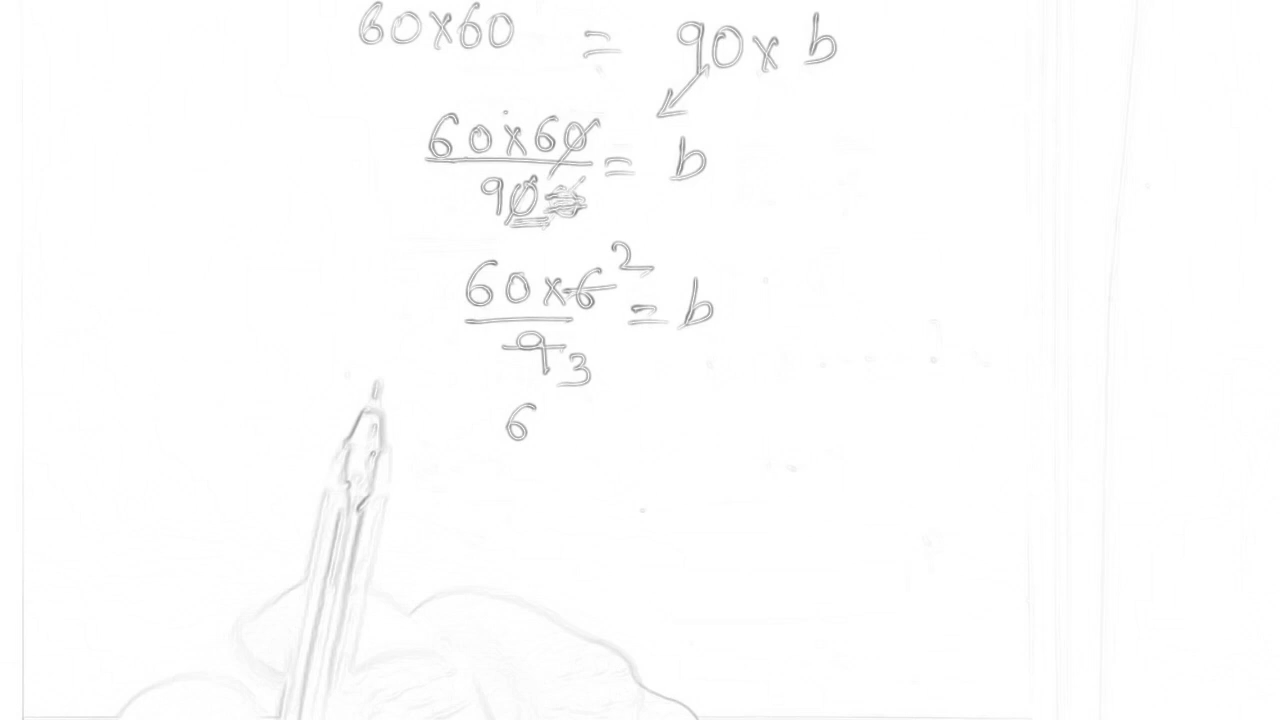 60x60 = 90x b
60x60 = b
90
60x6 2 = b
9 3
6